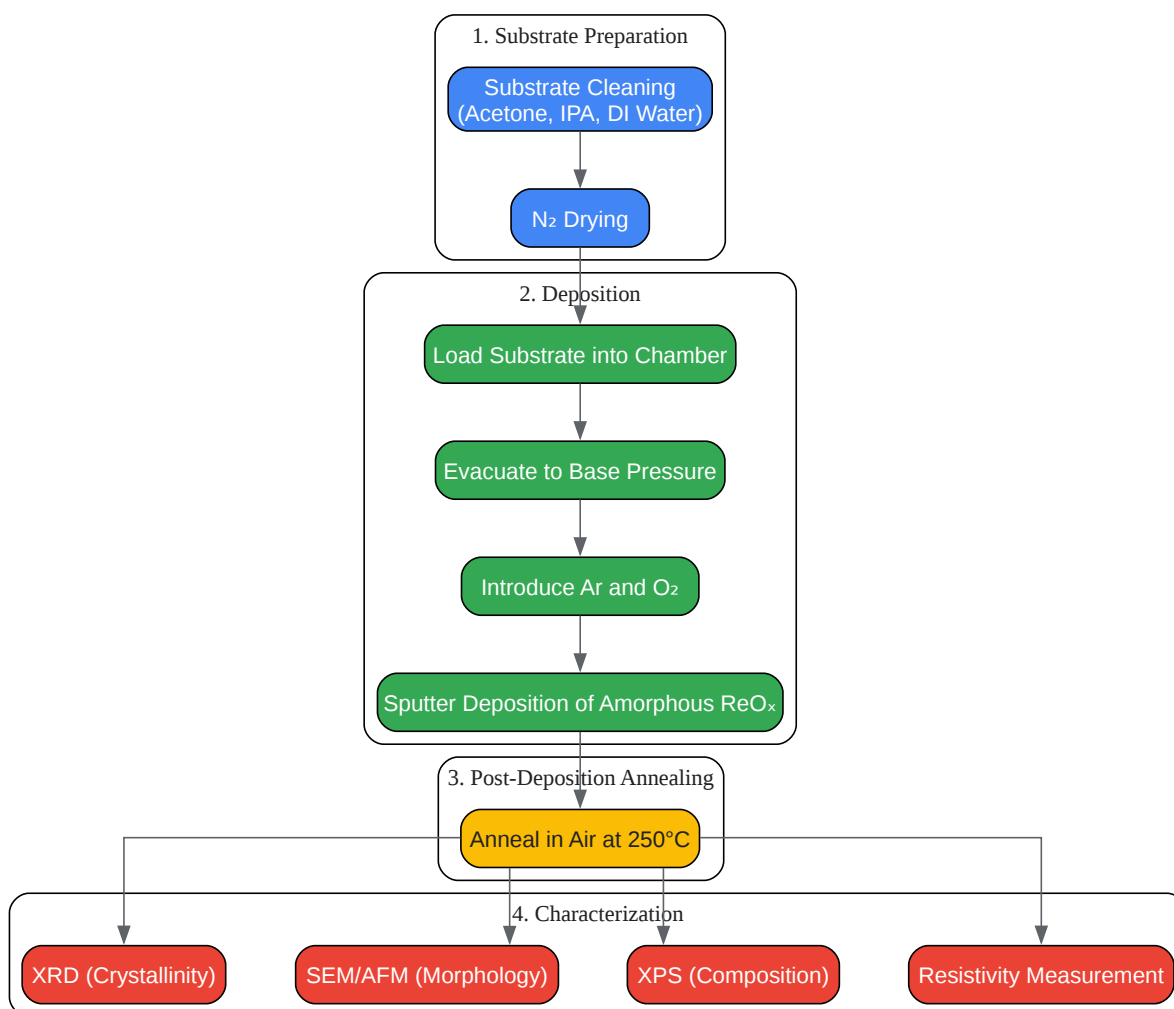 1. Substrate Preparation
Substrate Cleaning
(Acetone, IPA, DI Water)
N₂ Drying
2. Deposition
Load Substrate into Chamber
Evacuate to Base Pressure
Introduce Ar and O₂
Sputter Deposition of Amorphous ReOₓ
3. Post-Deposition Annealing
Anneal in Air at 250°C
4. Characterization
XRD (Crystallinity)
SEM/AFM (Morphology)
XPS (Composition)
Resistivity Measurement